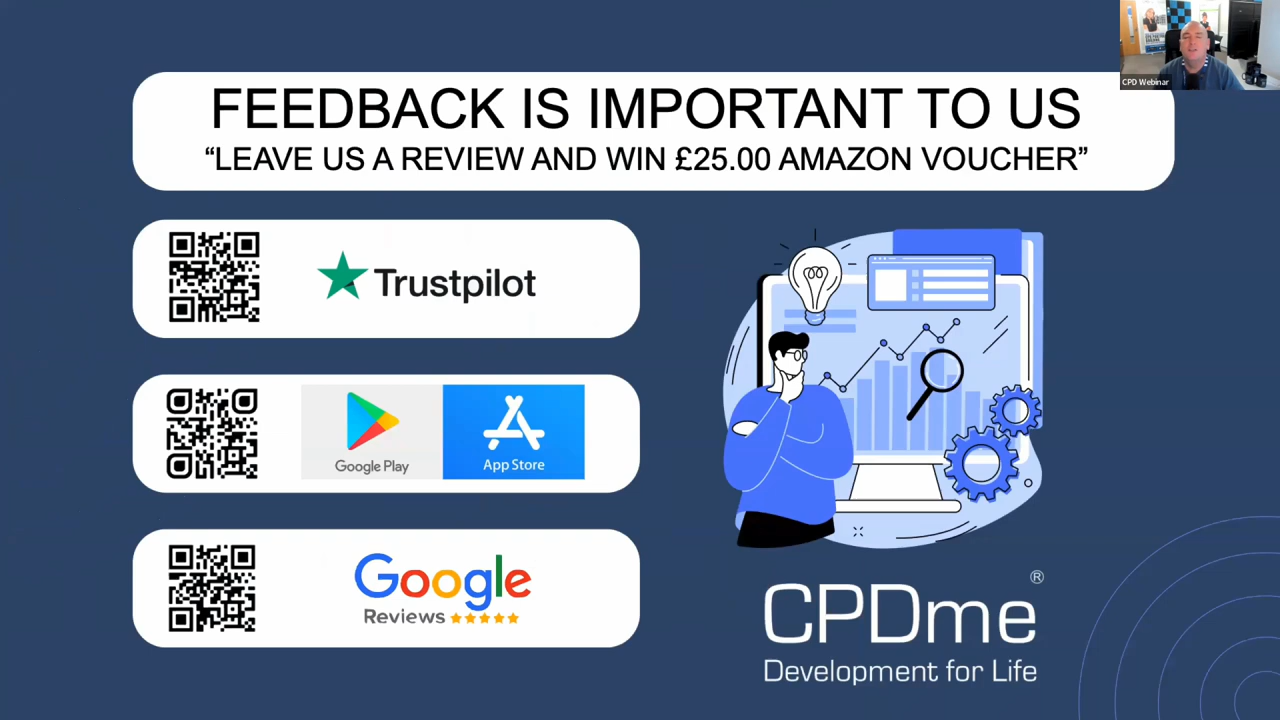 CPD Webinar
FEEDBACK IS IMPORTANT TO US
“LEAVE US A REVIEW AND WIN £25.00 AMAZON VOUCHER”
Trustpilot
Google Play
App Store
Google
Reviews
CPDme®
Development for Life